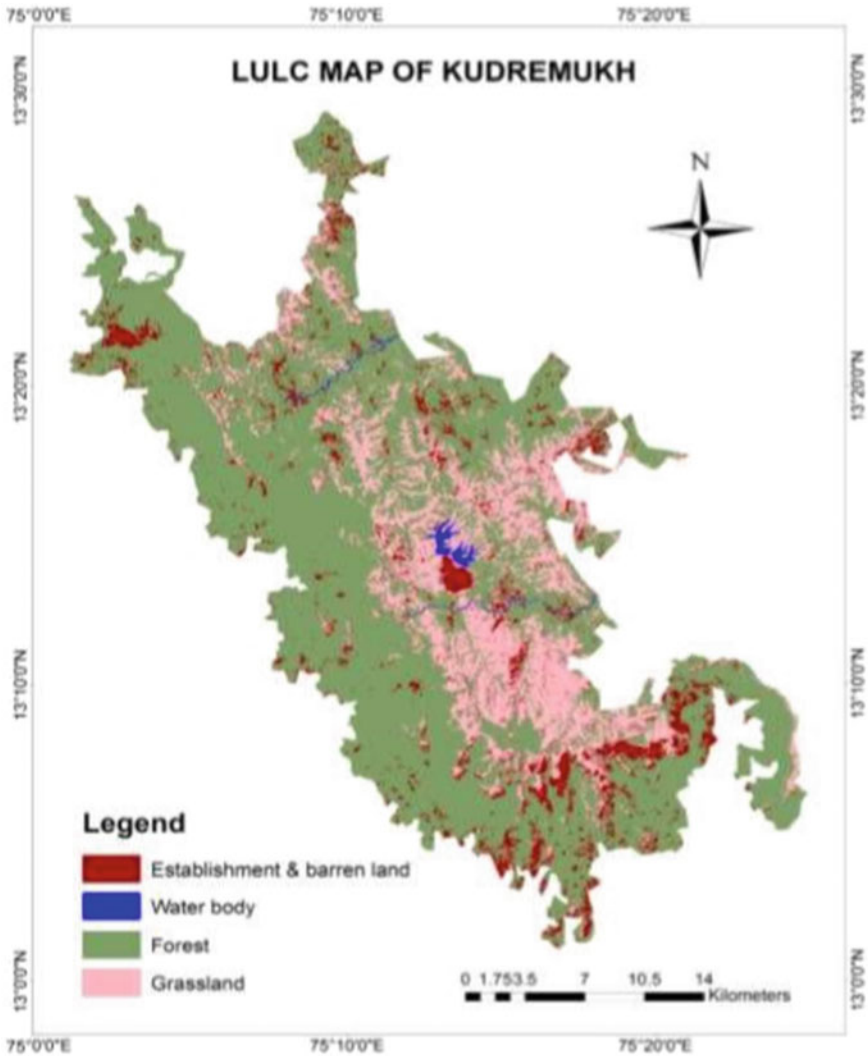 75°0'0"E 75°10'0"E 75°20'0"E
LULC MAP OF KUDREMUKH
13°30'0"N 13°30'0"N
N
13°20'0"N 13°20'0"N
13°10'0"N 13°10'0"N
Legend
Establishment & barren land
Water body
Forest
Grassland
13°0'0"N 13°0'0"N
0 1.753.5 7 10.5 14
Kilometers
75°0'0"E 75°10'0"E 75°20'0"E